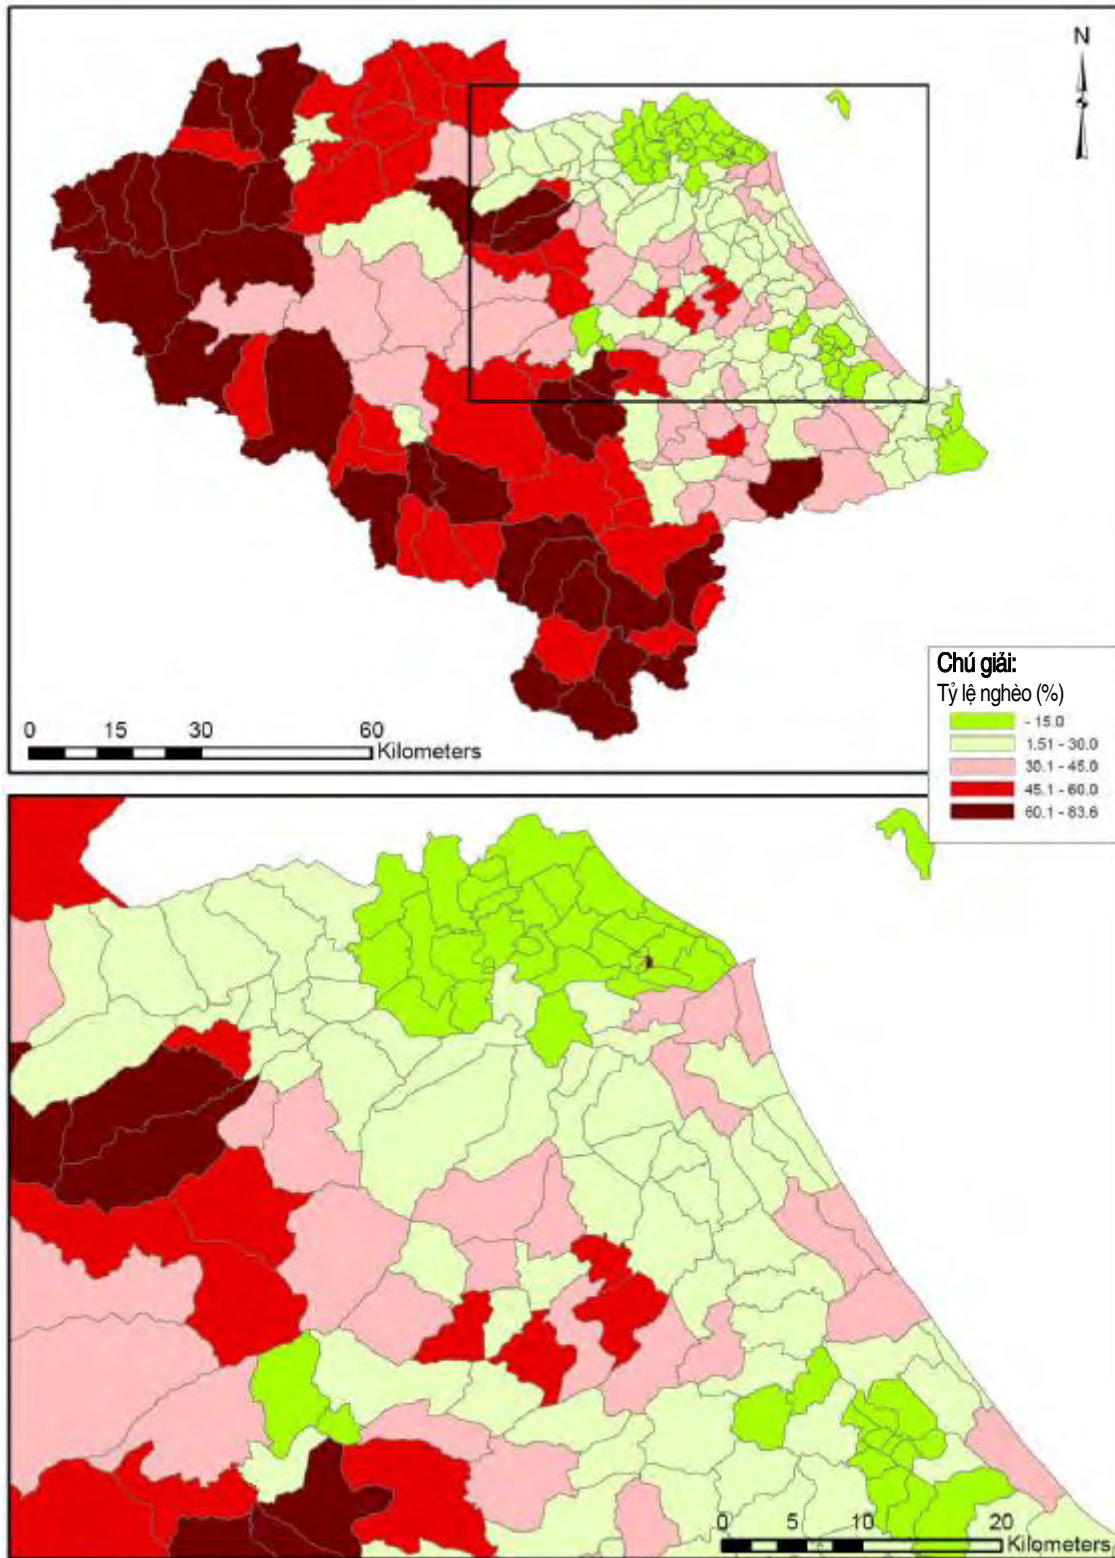 N
Chú giải:
Tỷ lệ nghèo (%)
- 15.0
1.51 - 30.0
30.1 - 45.0
45.1 - 60.0
60.1 - 83.6
0 15 30 60
Kilometers
0 5 10 20
Kilometers